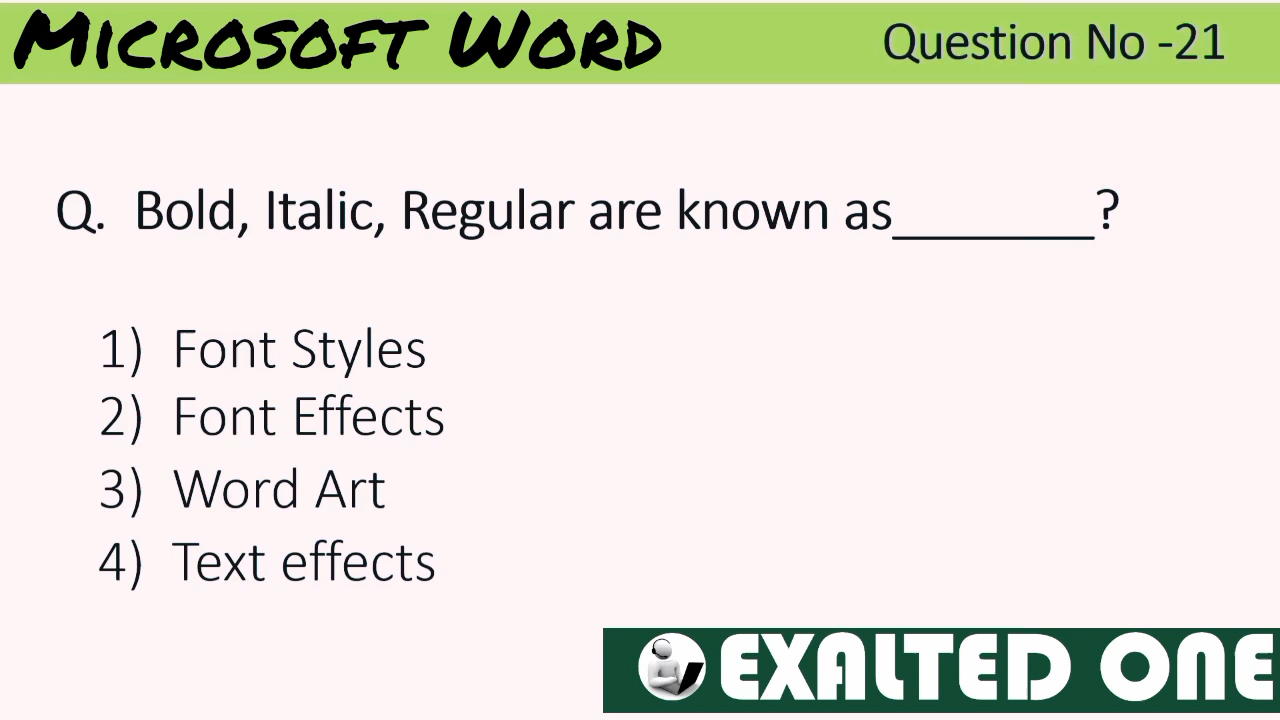 Microsoft Word
Question No -21
Q. Bold, Italic, Regular are known as________?
1) Font Styles
2) Font Effects
3) Word Art
4) Text effects
EXALTED ONE